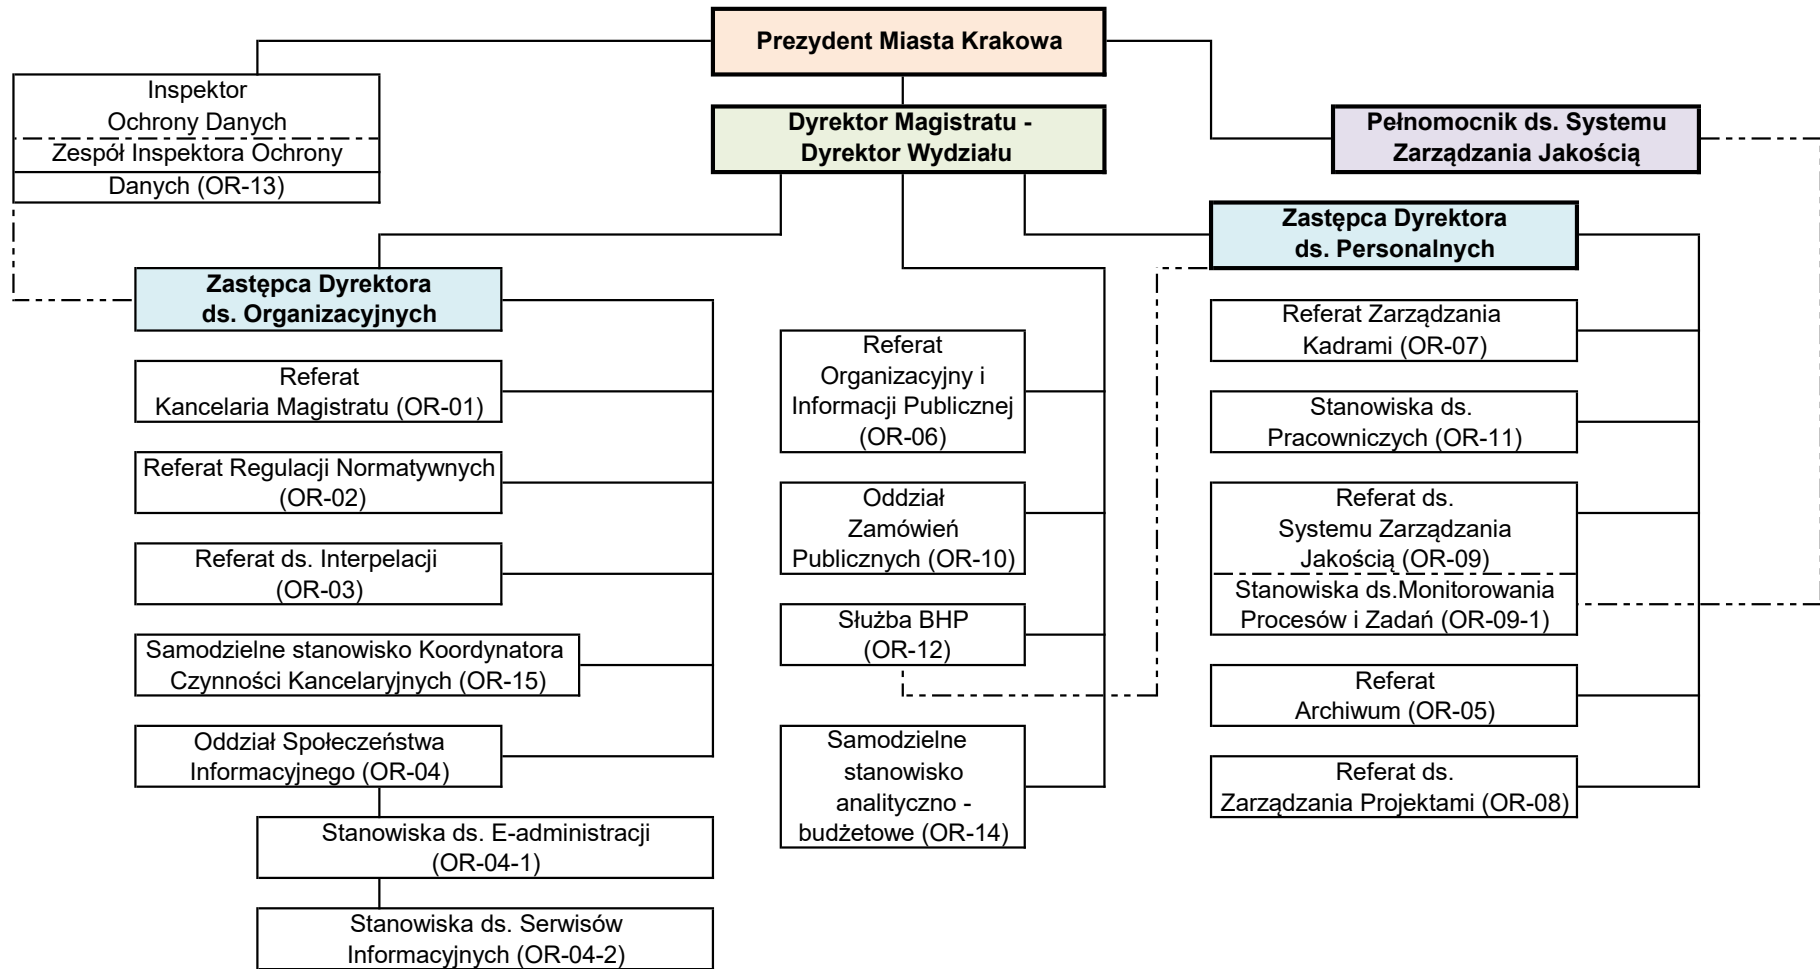 Prezydent Miasta Krakowa
Inspektor
Ochrony Danych
Zespół Inspektora Ochrony
Danych (OR-13)
Dyrektor Magistratu -
Dyrektor Wydziału
Pełnomocnik ds. Systemu
Zarządzania Jakością
Zastępca Dyrektora
ds. Organizacyjnych
Referat
Kancelaria Magistratu (OR-01)
Referat Regulacji Normatywnych
(OR-02)
Referat ds. Interpelacji
(OR-03)
Samodzielne stanowisko Koordynatora
Czynności Kancelaryjnych (OR-15)
Oddział Społeczeństwa
Informacyjnego (OR-04)
Stanowiska ds. E-administracji
(OR-04-1)
Stanowiska ds. Serwisów
Informacyjnych (OR-04-2)
Referat
Organizacyjny i
Informacji Publicznej
(OR-06)
Oddział
Zamówień
Publicznych (OR-10)
Służba BHP
(OR-12)
Samodzielne
stanowisko
analityczno -
budżetowe (OR-14)
Zastępca Dyrektora
ds. Personalnych
Referat Zarządzania
Kadrami (OR-07)
Stanowiska ds.
Pracowniczych (OR-11)
Referat ds.
Systemu Zarządzania
Jakością (OR-09)
Stanowiska ds.Monitorowania
Procesów i Zadań (OR-09-1)
Referat
Archiwum (OR-05)
Referat ds.
Zarządzania Projektami (OR-08)